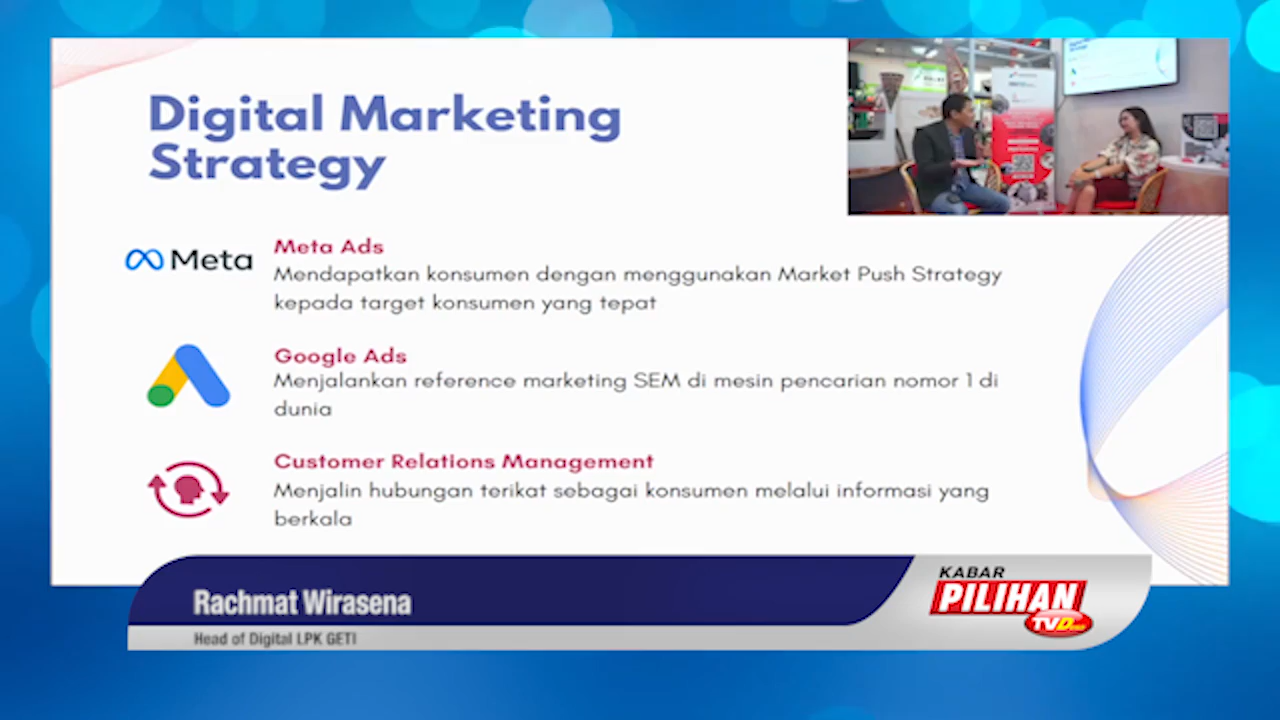 Digital Marketing
Strategy
Meta
Meta Ads
Mendapatkan konsumen dengan menggunakan Market Push Strategy
kepada target konsumen yang tepat
Google Ads
Menjalankan reference marketing SEM di mesin pencarian nomor 1 di
dunia
Customer Relations Management
Menjalin hubungan terikat sebagai konsumen melalui informasi yang
berkala
Rachmat Wirasena
Head of Digital LPK GETI
KABAR
PILIHAN